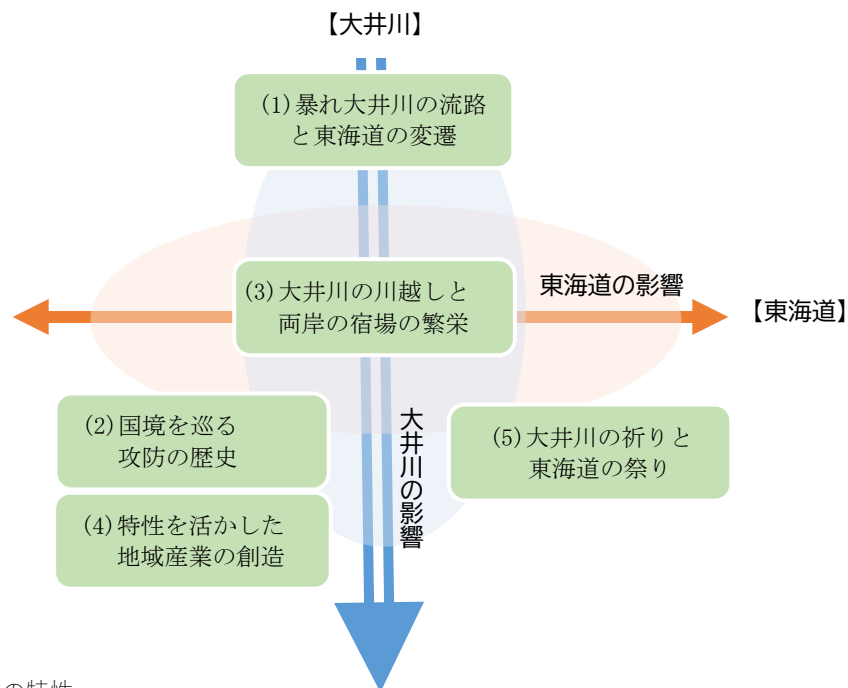 【大井川】
(1)暴れ大井川の流路
と東海道の変遷
(3)大井川の川越しと
両岸の宿場の繁栄
東海道の影響
【東海道】
(2)国境を巡る
攻防の歴史
大井川の影響
(5)大井川の祈りと
東海道の祭り
(4)特性を活かした
地域産業の創造
の特性